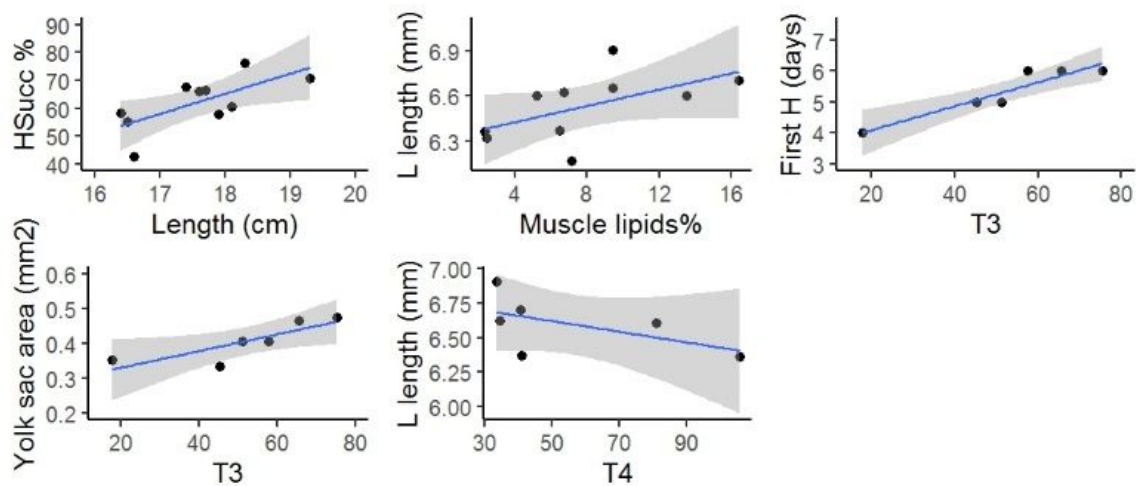 HSucc %
90
80
70
60
50
40
16 17 18 19 20
Length (cm)
L length (mm)
6.9
6.6
6.3
4 8 12 16
Muscle lipids%
First H (days)
7
6
5
4
3
20 40 60 80
T3
Yolk sac area (mm2)
0.6
0.5
0.4
0.3
0.2
20 40 60 80
T3
L length (mm)
7.00
6.75
6.50
6.25
6.00
30 50 70 90
T4